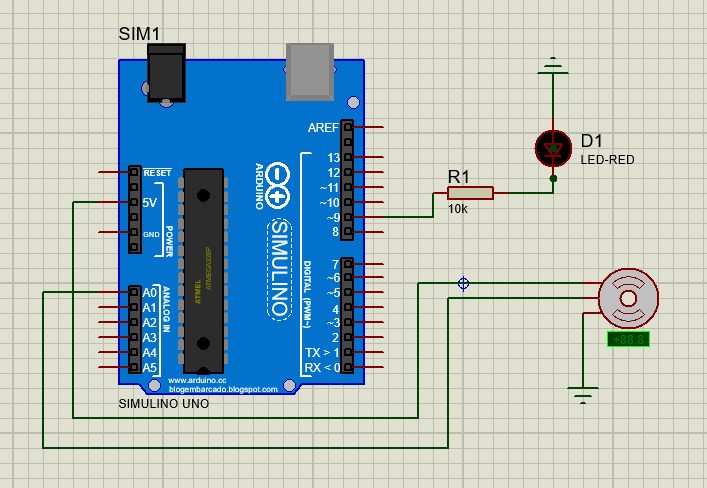 SIM1
AREF
13
12
~11
~10
~9
8
RESET
5V
GND
POWER
ARDUINO
SIMULINO
ATMEL
ATMEGA328P
DIGITAL (PWM~)
7
~6
~5
4
~3
2
TX > 1
RX < 0
A0
A1
A2
A3
A4
A5
ANALOG IN
www.arduino.cc
blogembarcado.blogspot.com
SIMULINO UNO
R1
10k
D1
LED-RED
+88.8